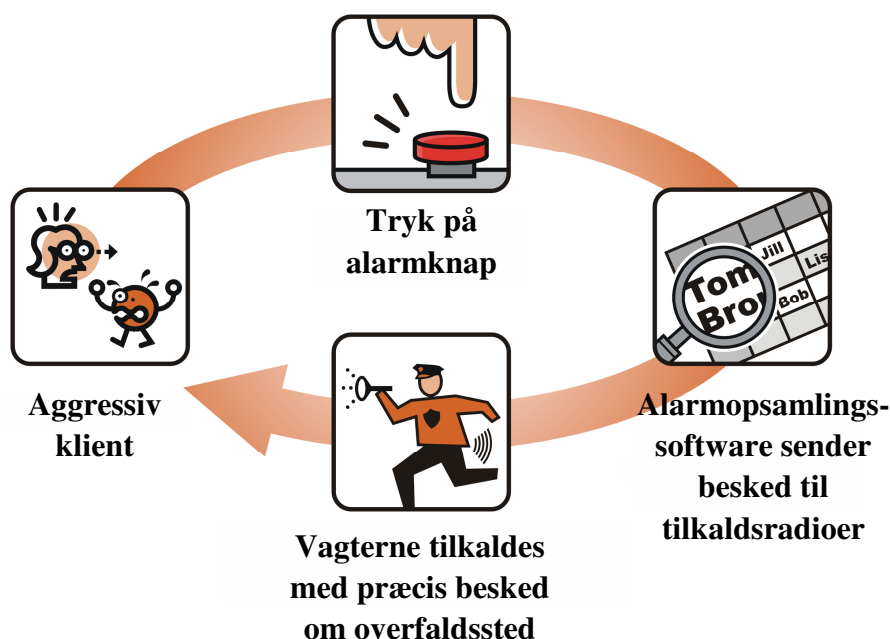 Tryk på
alarmknap
Aggressiv
klient
Jill
Lis
Tom
Bro
Bob
Alarmopsamlings-
software sender
besked til
tilkaldsradioer
Vagterne tilkaldes
med præcis besked
om overfaldssted